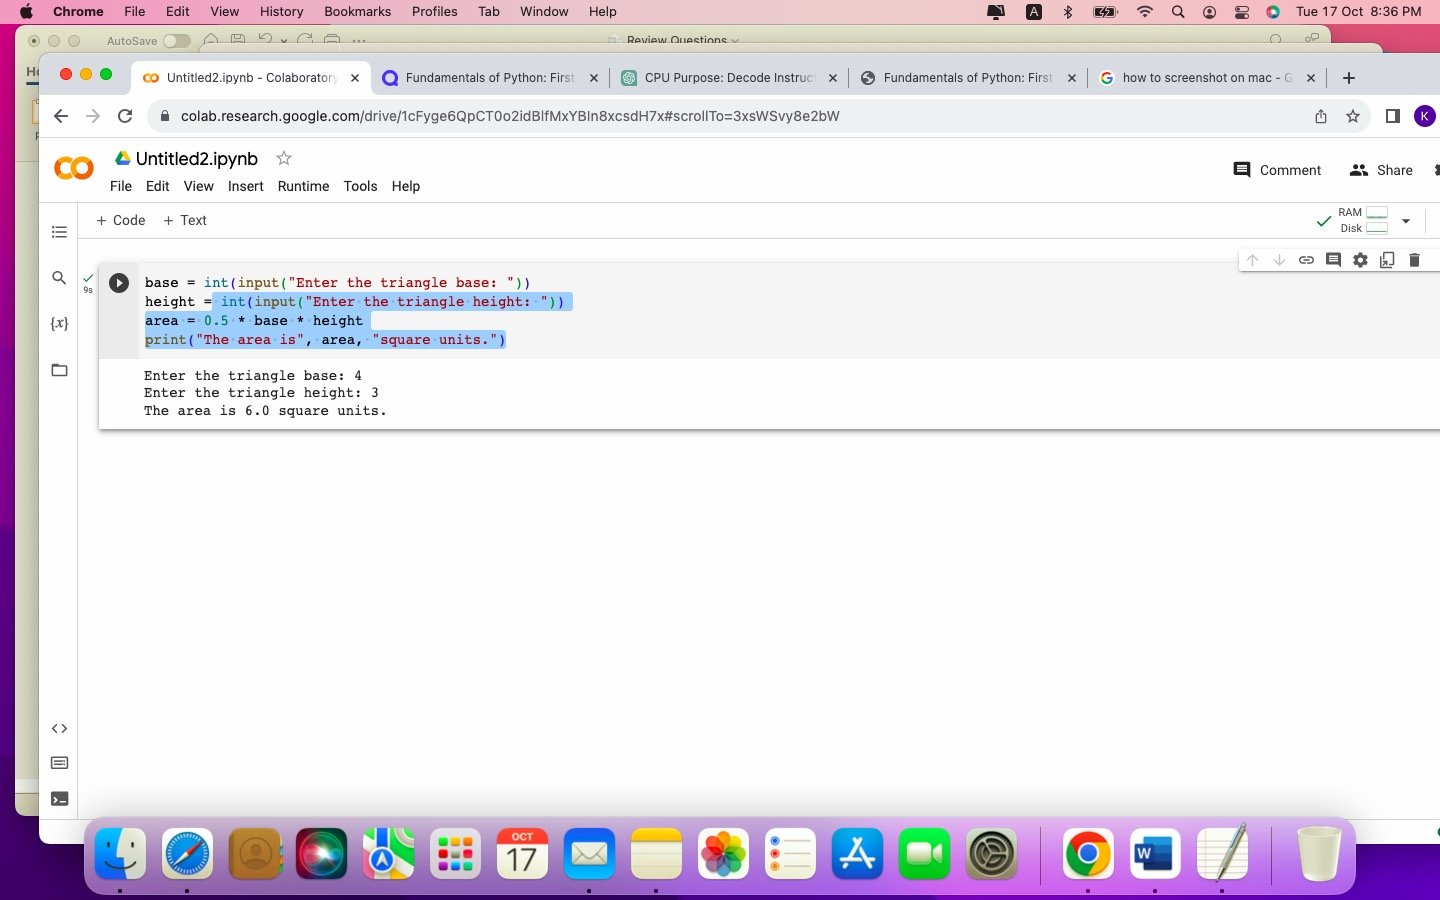 Chrome File Edit View History Bookmarks Profiles Tab Window Help A Tue 17 Oct 8:36 PM
AutoSave Review Questions
Untitled2.ipynb - Colaboratory Fundamentals of Python: First CPU Purpose: Decode Instruc Fundamentals of Python: First how to screenshot on mac - G
colab.research.google.com/drive/1cFyge6QpCT0o2idBlfMxYBln8xcsdH7x#scrollTo=3xsWSvy8e2bW K
Untitled2.ipynb
Comment Share
File Edit View Insert Runtime Tools Help
+ Code + Text RAM
Disk
9s
base = int(input("Enter the triangle base: "))
height = int(input("Enter the triangle height: "))
area = 0.5 * base * height
print("The area is", area, "square units.")
{x}
Enter the triangle base: 4
Enter the triangle height: 3
The area is 6.0 square units.
OCT
17
W